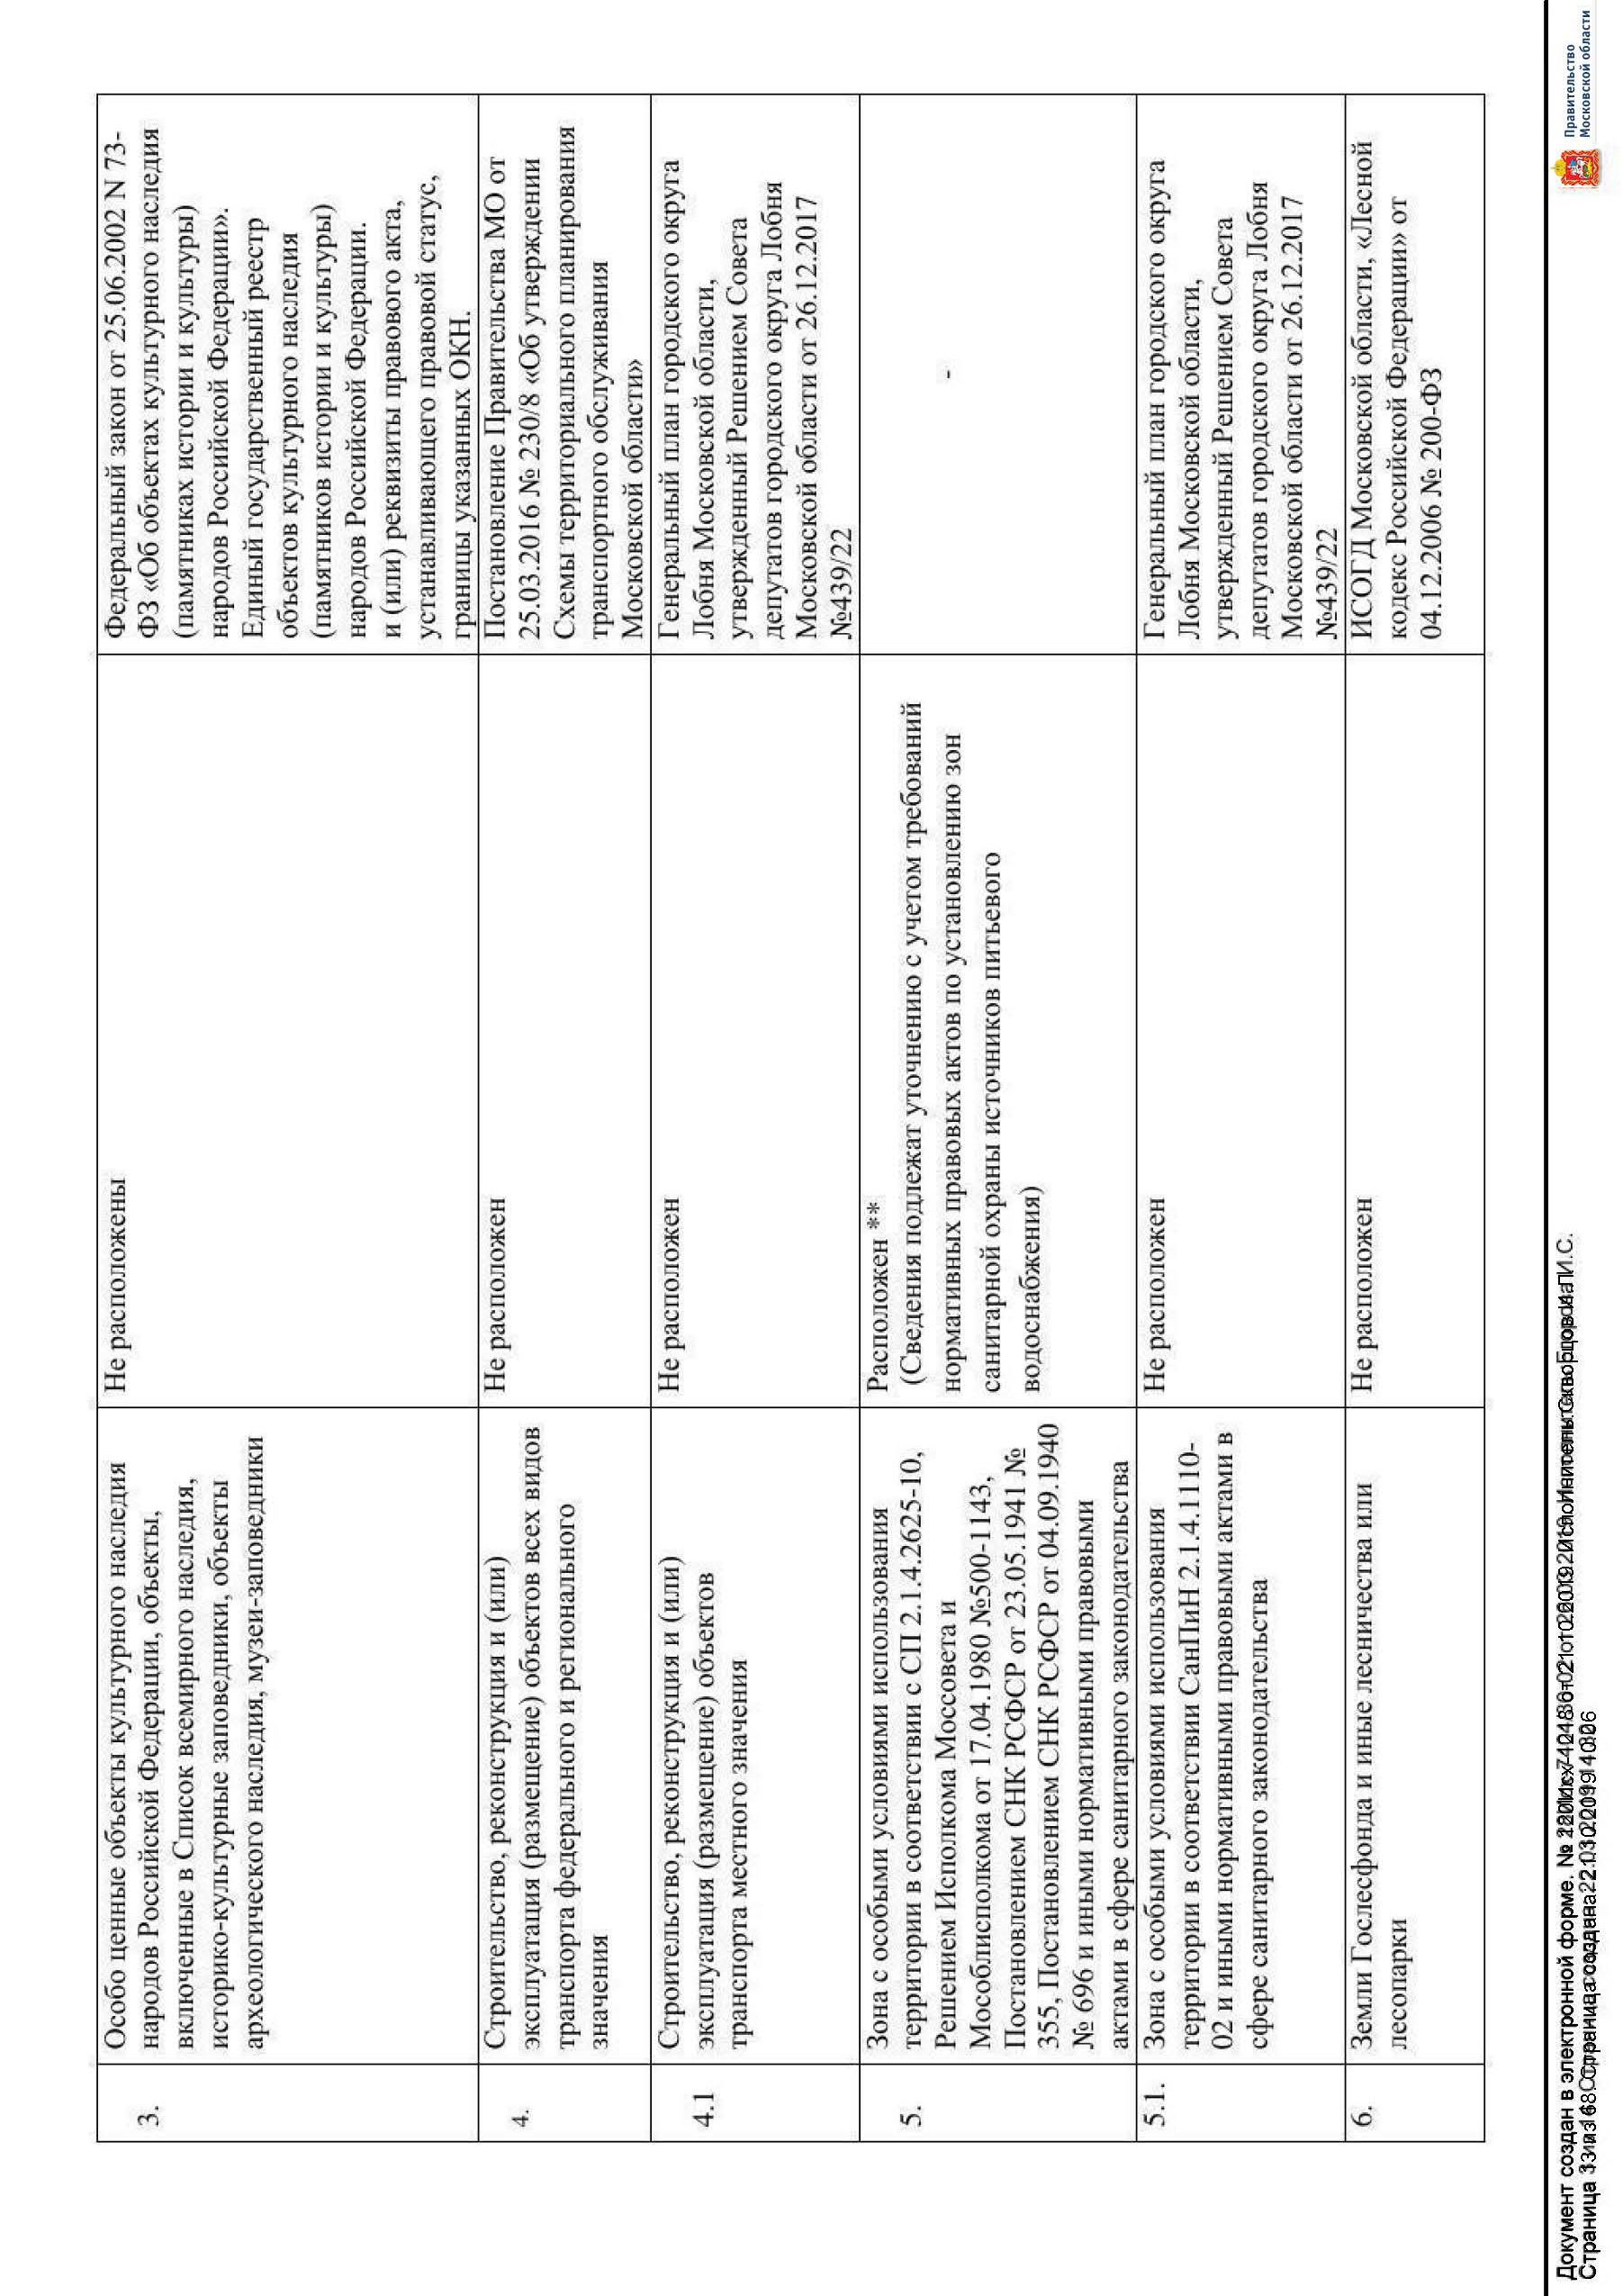 3.
Особо ценные объекты культурного наследия
народов Российской Федерации, объекты,
включенные в Список всемирного наследия,
историко-культурные заповедники, объекты
археологического наследия, музеи-заповедники
Не расположены
Федеральный закон от 25.06.2002 N 73-
ФЗ «Об объектах культурного наследия
(памятниках истории и культуры)
народов Российской Федерации».
Единый государственный реестр
объектов культурного наследия
(памятников истории и культуры)
народов Российской Федерации.
и (или) реквизиты правового акта,
устанавливающего правовой статус,
границы указанных ОКН.
4.
Строительство, реконструкция и (или)
эксплуатация (размещение) объектов всех видов
транспорта федерального и регионального
значения
Не расположен
Постановление Правительства МО от
25.03.2016 № 230/8 «Об утверждении
Схемы территориального планирования
транспортного обслуживания
Московской области»
4.1
Строительство, реконструкция и (или)
эксплуатация (размещение) объектов
транспорта местного значения
Не расположен
Генеральный план городского округа
Лобня Московской области,
утвержденный Решением Совета
депутатов городского округа Лобня
Московской области от 26.12.2017
№439/22
5.
Зона с особыми условиями использования
территории в соответствии с СП 2.1.4.2625-10,
Решением Исполкома Моссовета и
Мособлисполкома от 17.04.1980 №500-1143,
Постановлением СНК РСФСР от 23.05.1941 №
355, Постановлением СНК РСФСР от 04.09.1940
№ 696 и иными нормативными правовыми
актами в сфере санитарного законодательства
Расположен **
(Сведения подлежат уточнению с учетом требований
нормативных правовых актов по установлению зон
санитарной охраны источников питьевого
водоснабжения)
-
5.1.
Зона с особыми условиями использования
территории в соответствии СанПиН 2.1.4.1110-
02 и иными нормативными правовыми актами в
сфере санитарного законодательства
Не расположен
Генеральный план городского округа
Лобня Московской области,
утвержденный Решением Совета
депутатов городского округа Лобня
Московской области от 26.12.2017
№439/22
6.
Земли Гослесфонда и иные лесничества или
лесопарки
Не расположен
ИСОГД Московской области, «Лесной
кодекс Российской Федерации» от
04.12.2006 № 200-ФЗ
Документ создан в электронной форме. №
Страница
Правительство
Московской области